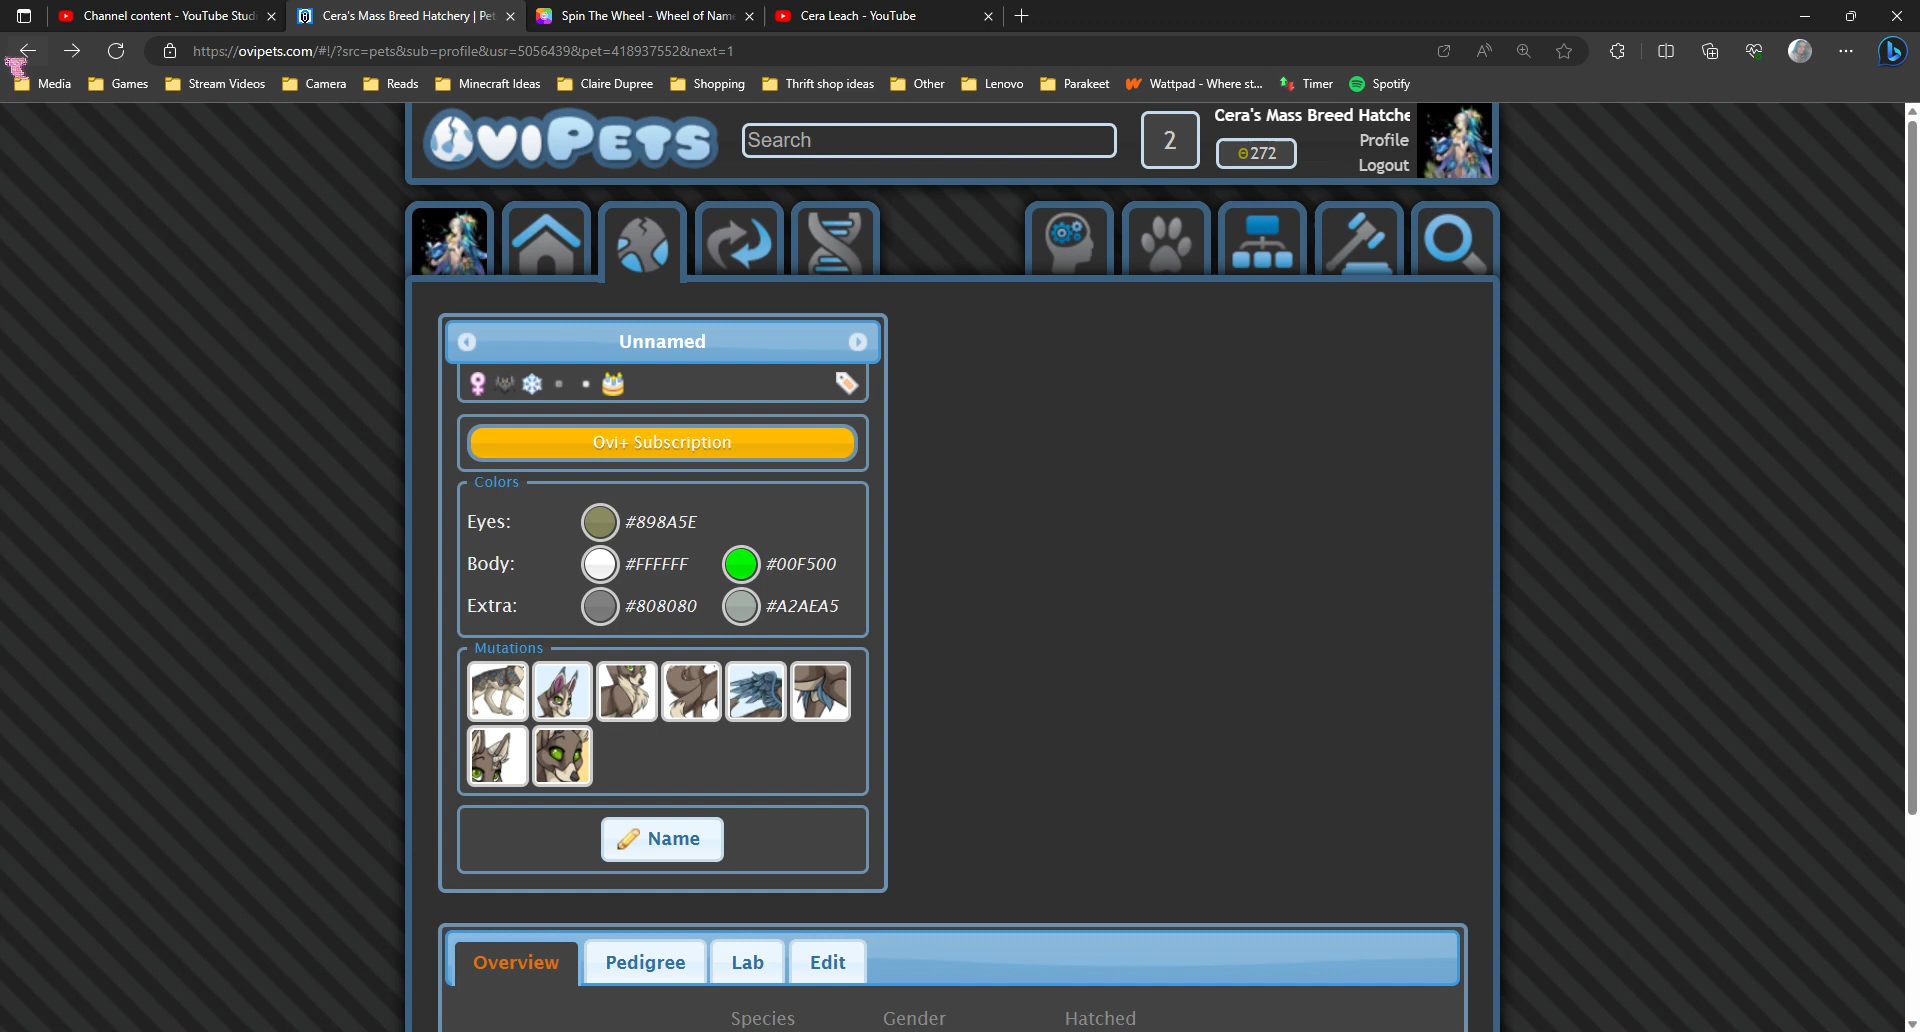 Channel content - YouTube Studi
Cera's Mass Breed Hatchery | Pet
Spin The Wheel - Wheel of Name
Cera Leach - YouTube
https://ovipets.com/#!/?src=pets&sub=profile&usr=5056439&pet=418937552&next=1
Media
Games
Stream Videos
Camera
Reads
Minecraft Ideas
Claire Dupree
Shopping
Thrift shop ideas
Other
Lenovo
Parakeet
Wattpad - Where st...
Timer
Spotify
OviPets
Search
2
Cera's Mass Breed Hatche
272
Profile
Logout
Unnamed
Ovi+ Subscription
Colors
Eyes: #898A5E
Body: #FFFFFF #00F500
Extra: #808080 #A2AEA5
Mutations
Name
Overview Pedigree Lab Edit
Species Gender Hatched